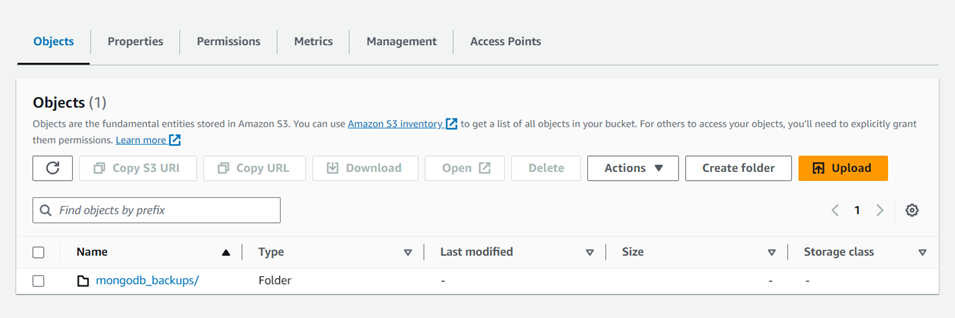 Objects Properties Permissions Metrics Management Access Points
Objects (1)
Objects are the fundamental entities stored in Amazon S3. You can use Amazon S3 inventory to get a list of all objects in your bucket. For others to access your objects, you'll need to explicitly grant
them permissions. Learn more
Copy S3 URI Copy URL Download Open Delete Actions Create folder Upload
Find objects by prefix 1
Name Type Last modified Size Storage class
mongodb_backups/ Folder - - -